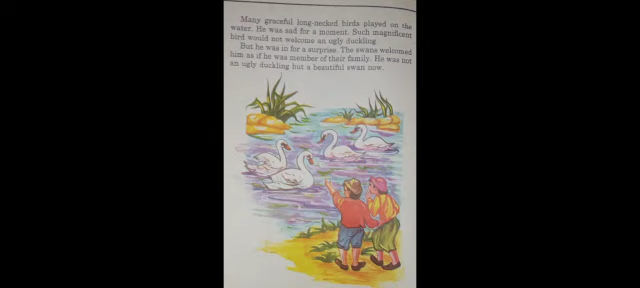 Many graceful long-necked birds played on the
water. He was sad for a moment. Such magnificent
bird would not welcome an ugly duckling.
But he was in for a surprise. The swans welcomed
him as if he was member of their family. He was not
an ugly duckling but a beautiful swan now.